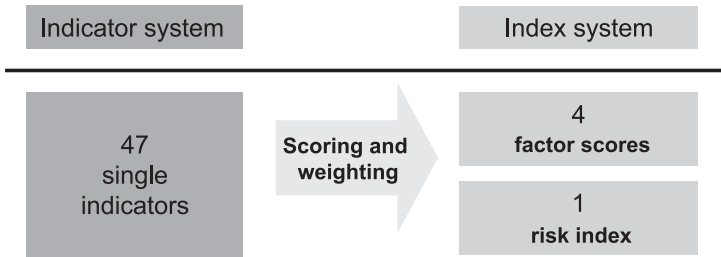 Indicator system
Index system
47
single
indicators
Scoring and
weighting
4
factor scores
1
risk index